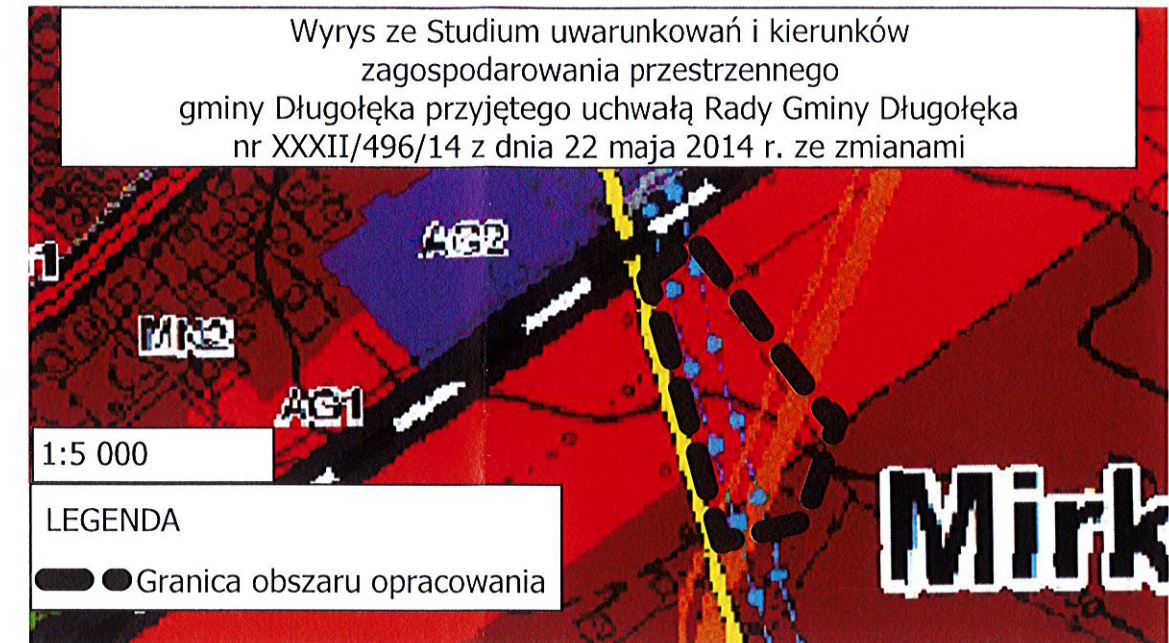 Wyrys ze Studium uwarunkowań i kierunków
zagospodarowania przestrzennego
gminy Długołęka przyjętego uchwałą Rady Gminy Długołęka
nr XXXII/496/14 z dnia 22 maja 2014 r. ze zmianami
AG2
MN2
AG1
1:5 000
LEGENDA
Granica obszaru opracowania
Mirk